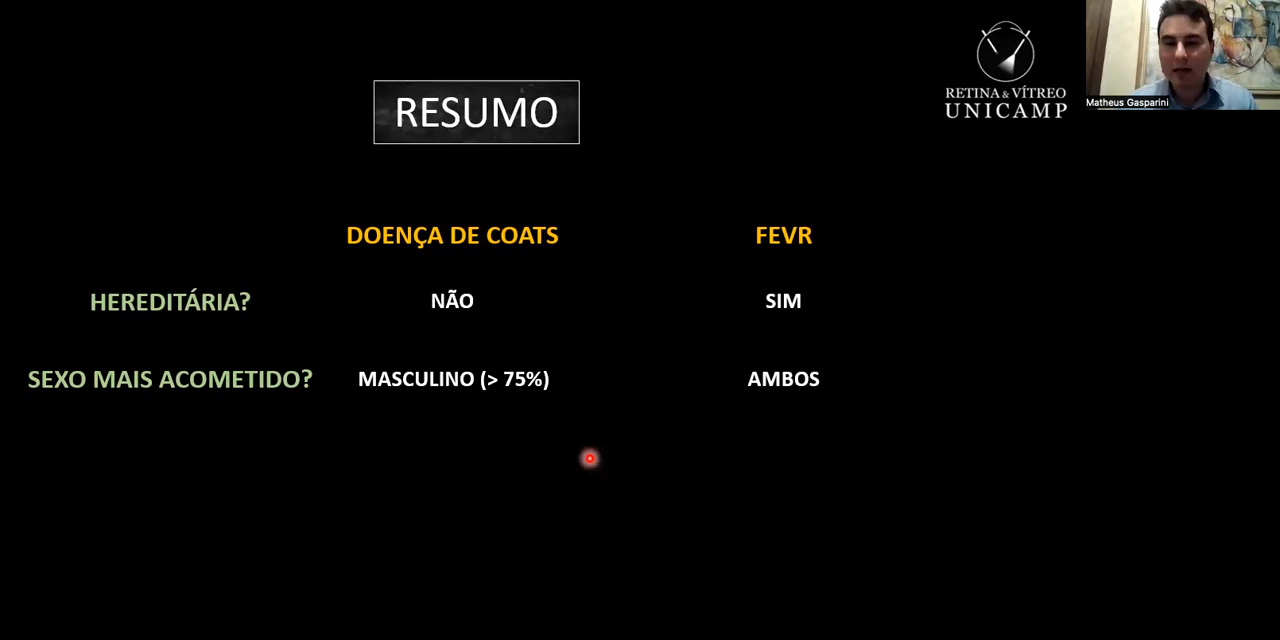 RESUMO
RETINA & VÍTREO
UNICAMP
Matheus Gasparini
DOENÇA DE COATS
FEVR
HEREDITÁRIA?
NÃO
SIM
SEXO MAIS ACOMETIDO?
MASCULINO (> 75%)
AMBOS